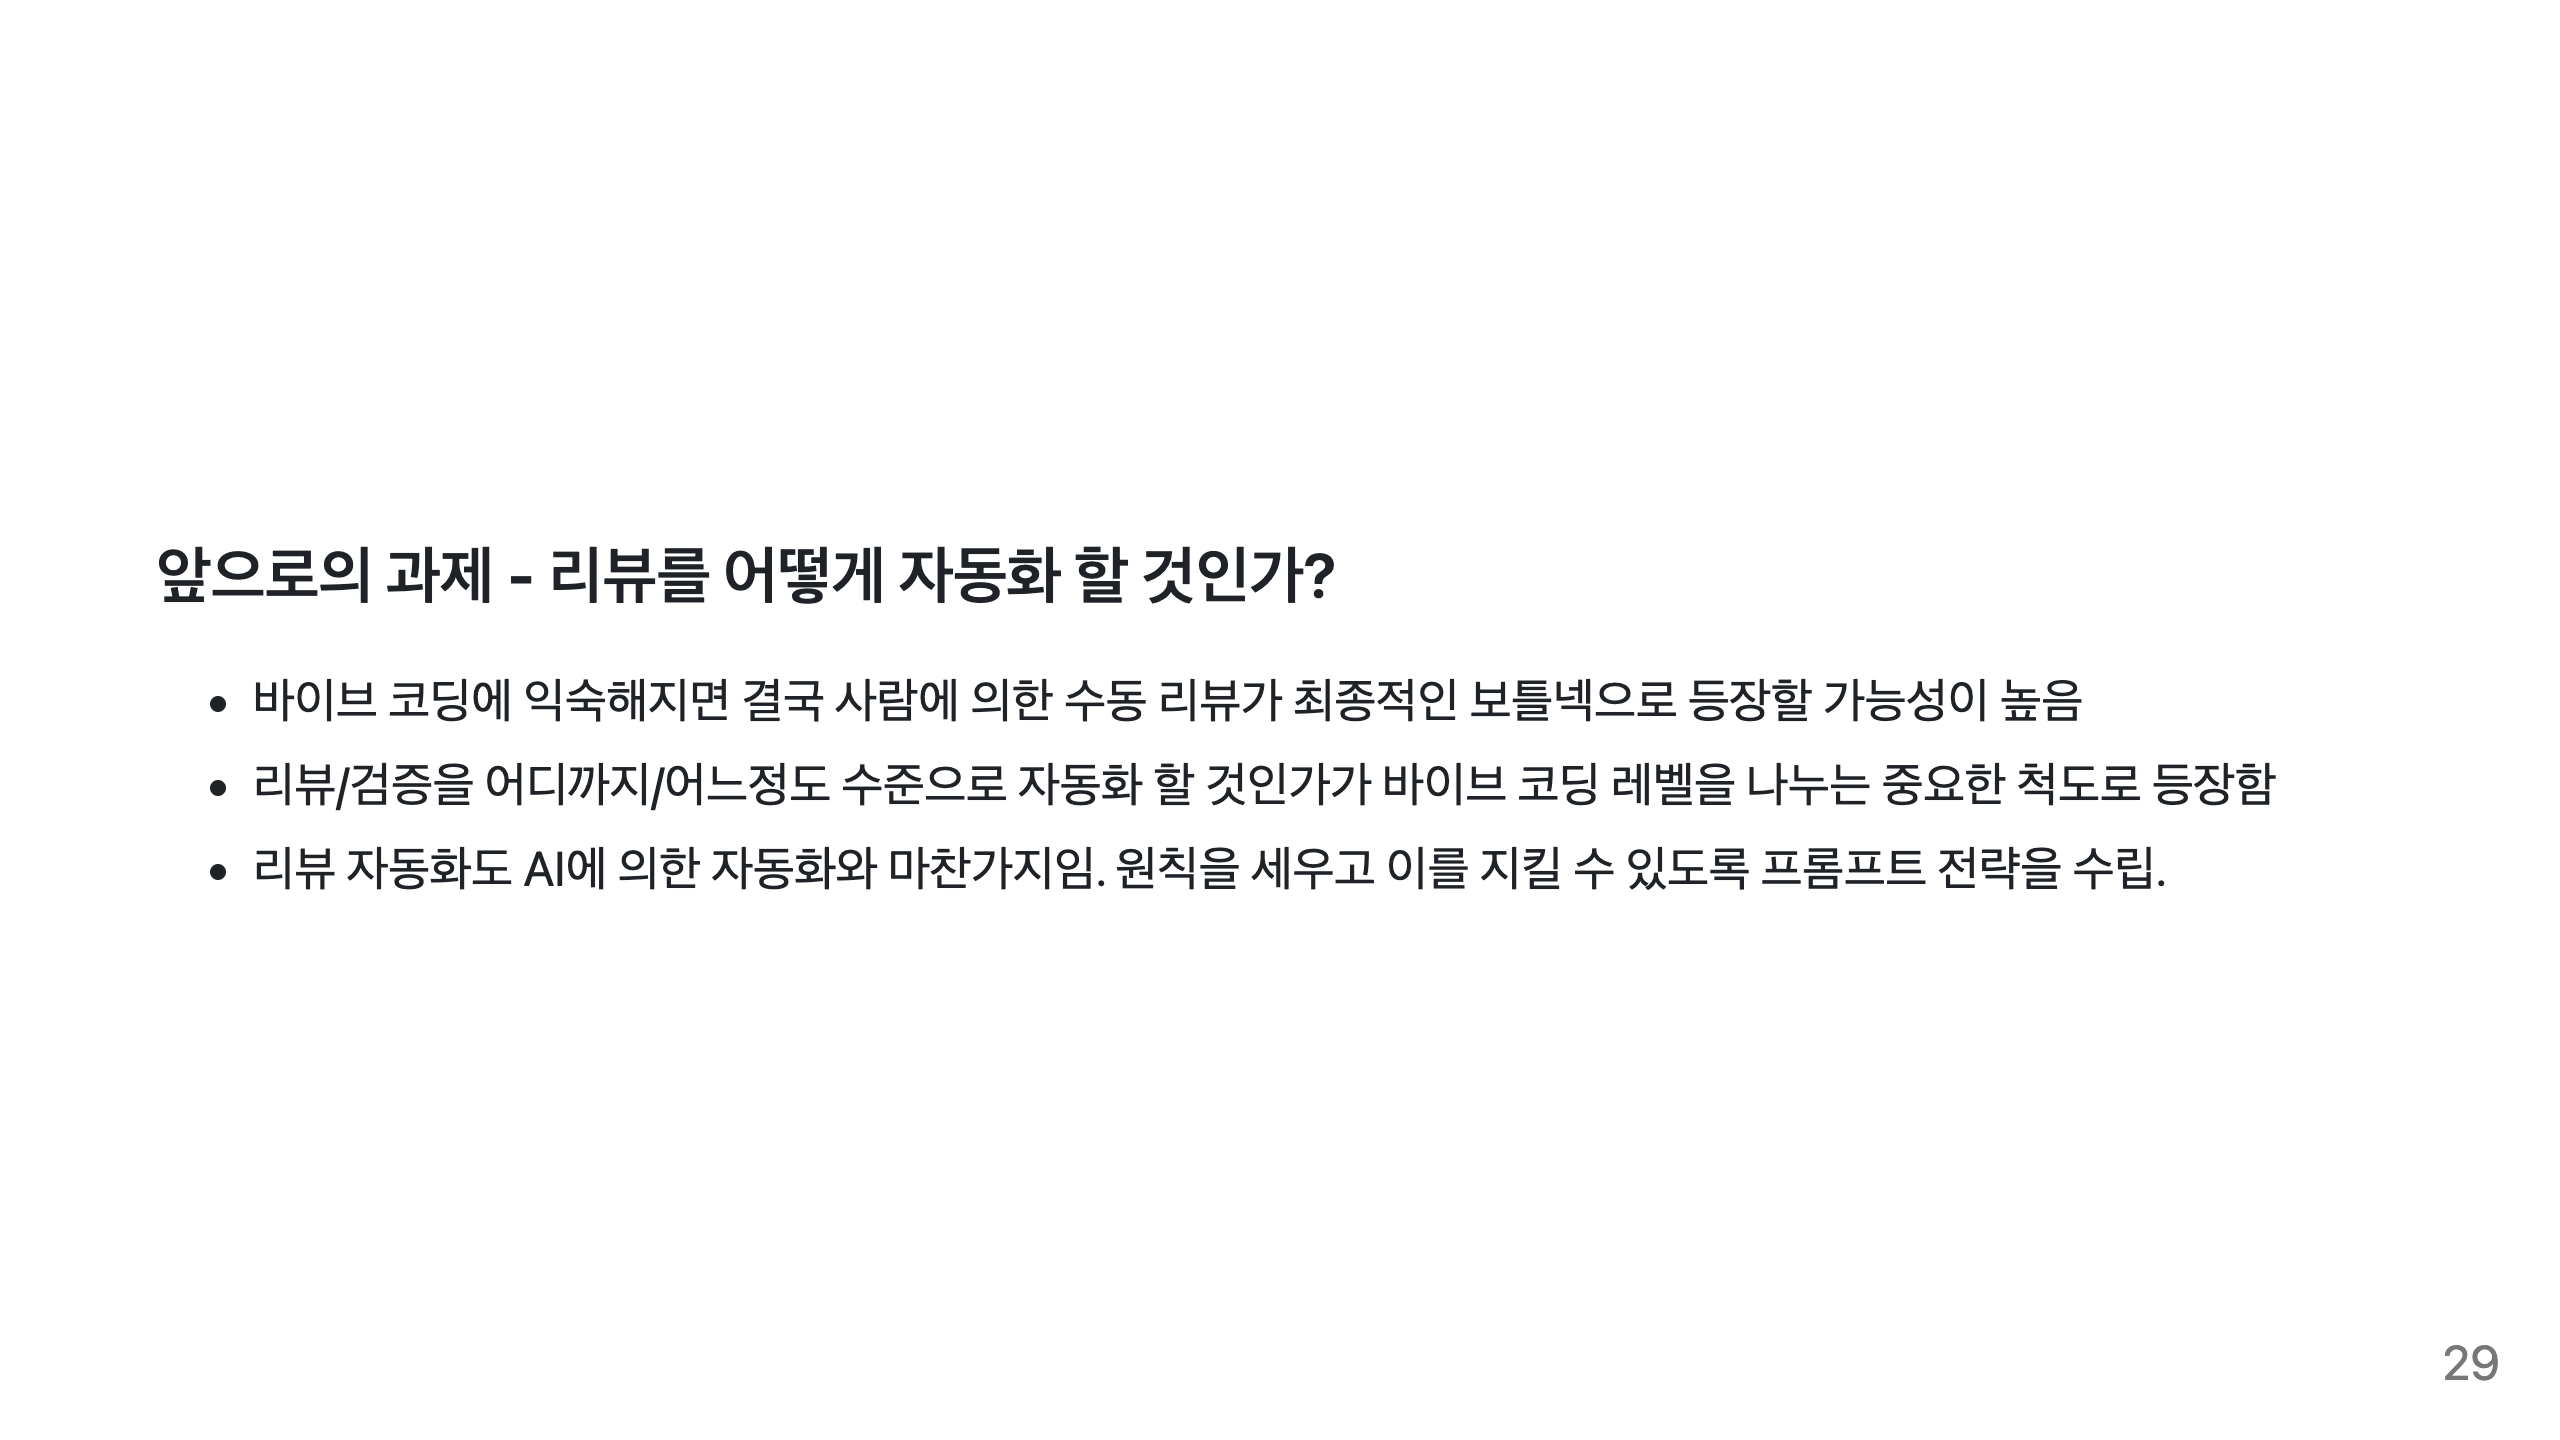 앞으로의 과제 - 리뷰를 어떻게 자동화 할 것인가?
• 바이브 코딩에 익숙해지면 결국 사람에 의한 수동 리뷰가 최종적인 보틀넥으로 등장할 가능성이 높음
• 리뷰/검증을 어디까지/어느정도 수준으로 자동화 할 것인가가 바이브 코딩 레벨을 나누는 중요한 척도로 등장함
• 리뷰 자동화도 AI에 의한 자동화와 마찬가지임. 원칙을 세우고 이를 지킬 수 있도록 프롬프트 전략을 수립.
29